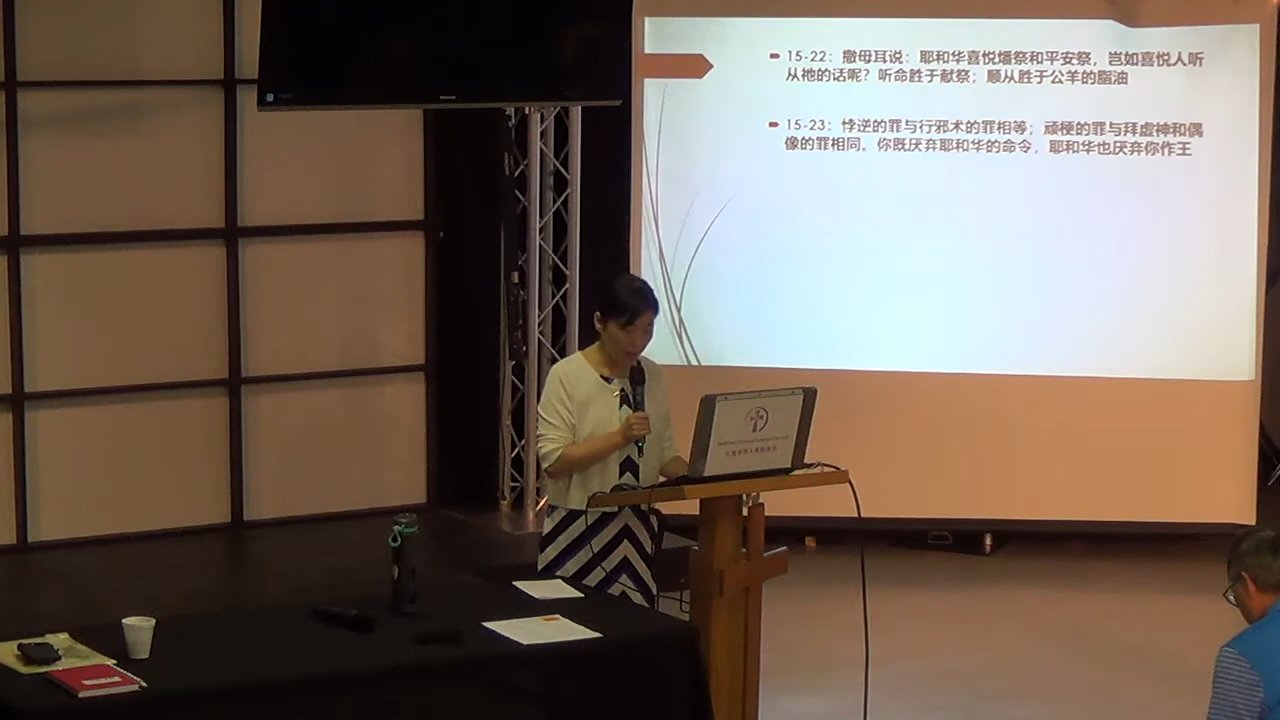 15-22：撒母耳说：耶和华喜悦燔祭和平安祭，岂如喜悦人听
从祂的话呢？听命胜于献祭；顺从胜于公羊的脂油
15-23：悖逆的罪与行邪术的罪相等；顽梗的罪与拜虚神和偶
像的罪相同。你既厌弃耶和华的命令，耶和华也厌弃你作王